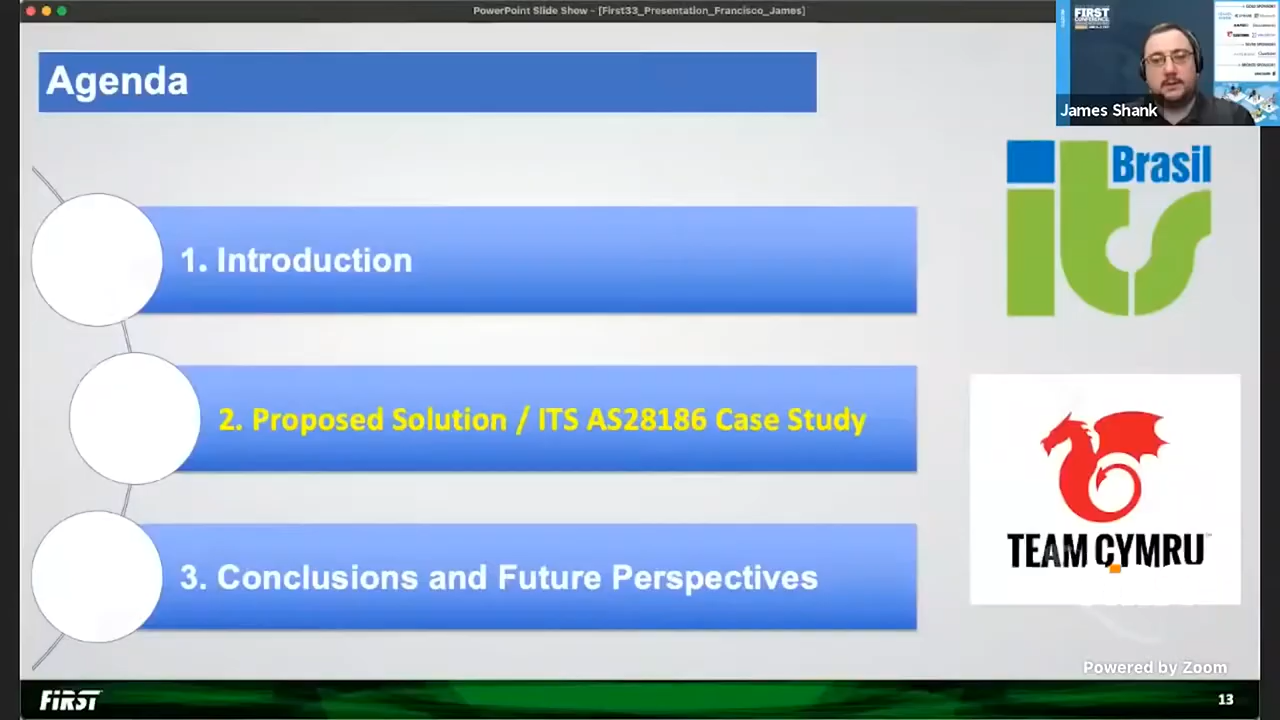 PowerPoint Slide Show - [First33_Presentation_Francisco_James]
Agenda
FIRST
CONFERENCE
James Shank
Brasil
its
1. Introduction
2. Proposed Solution / ITS AS28186 Case Study
TEAM CYMRU
3. Conclusions and Future Perspectives
Powered by Zoom
FIRST
13